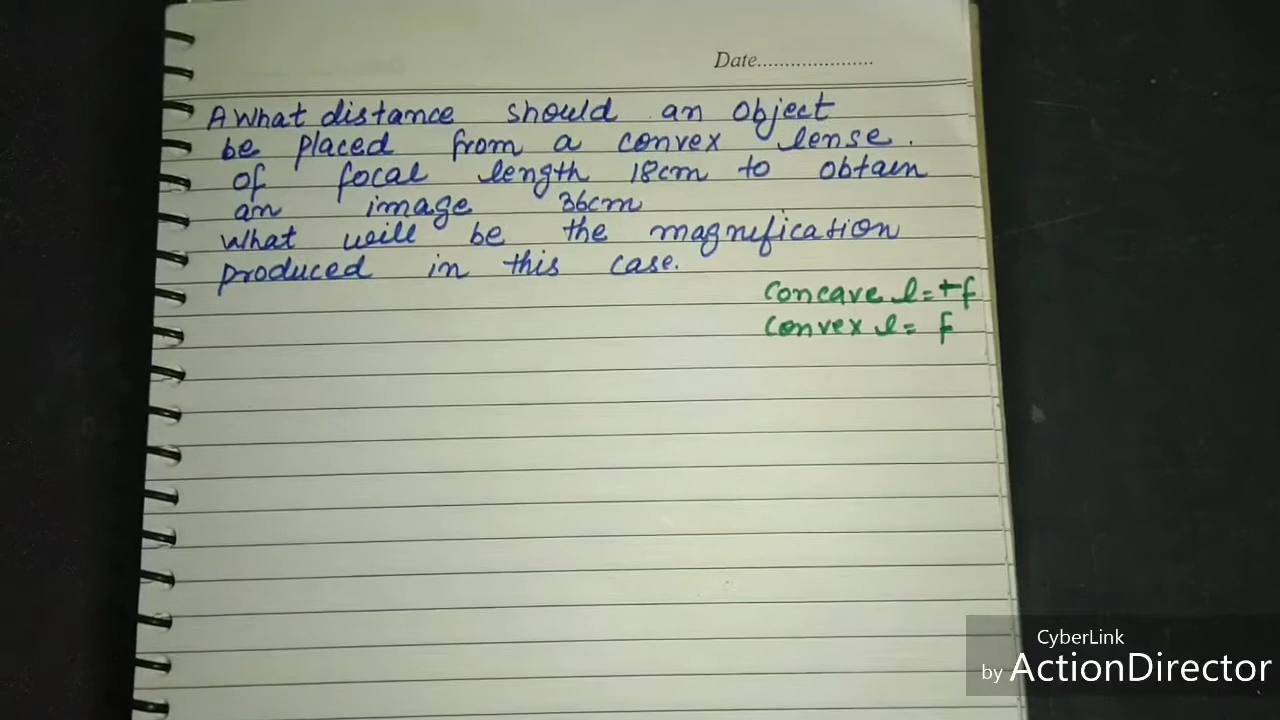 Date.....................
A What distance should an object
be placed from a convex lense.
of focal length 18cm to obtain
an image 36cm
What will be the magnification
produced in this case.
concave l=+f
convex l= f
CyberLink
by ActionDirector